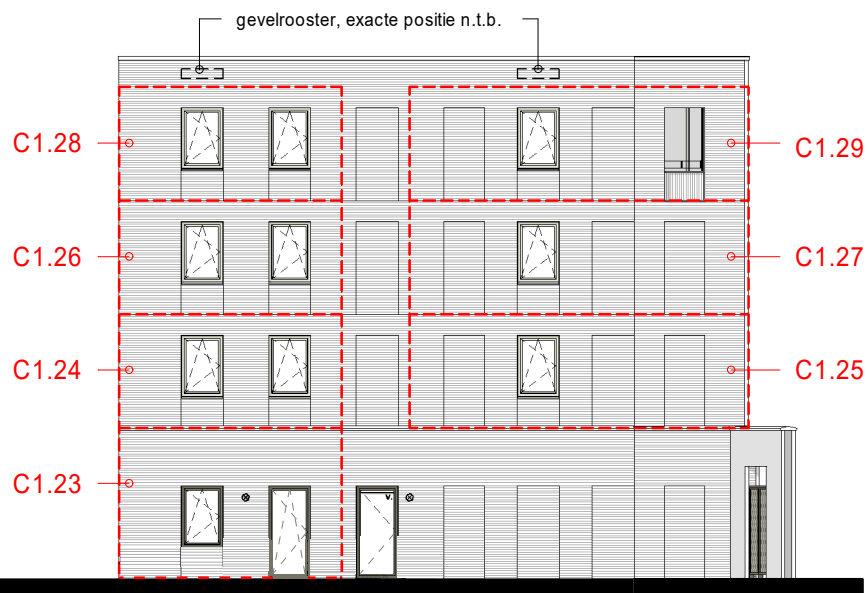 gevelrooster, exacte positie n.t.b.
C1.28
C1.29
C1.26
C1.27
C1.24
C1.25
C1.23
v.